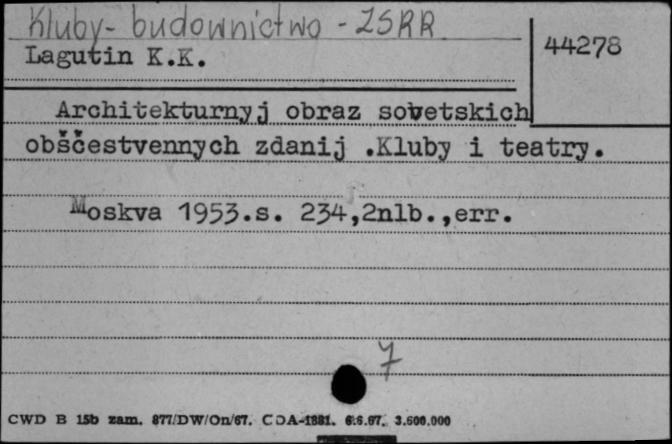 Kluby - budownictwo - ZSRR
Lagutin K.K.
44278
Architekturnyj obraz sovetskich
obščestvennych zdanij .Kluby i teatry.
Moskva 1953.s. 234,2nlb.,err.
7
CWD B 15b zam. 877/DW/On/67. CDA-1881. 6.6.67. 3.500.000